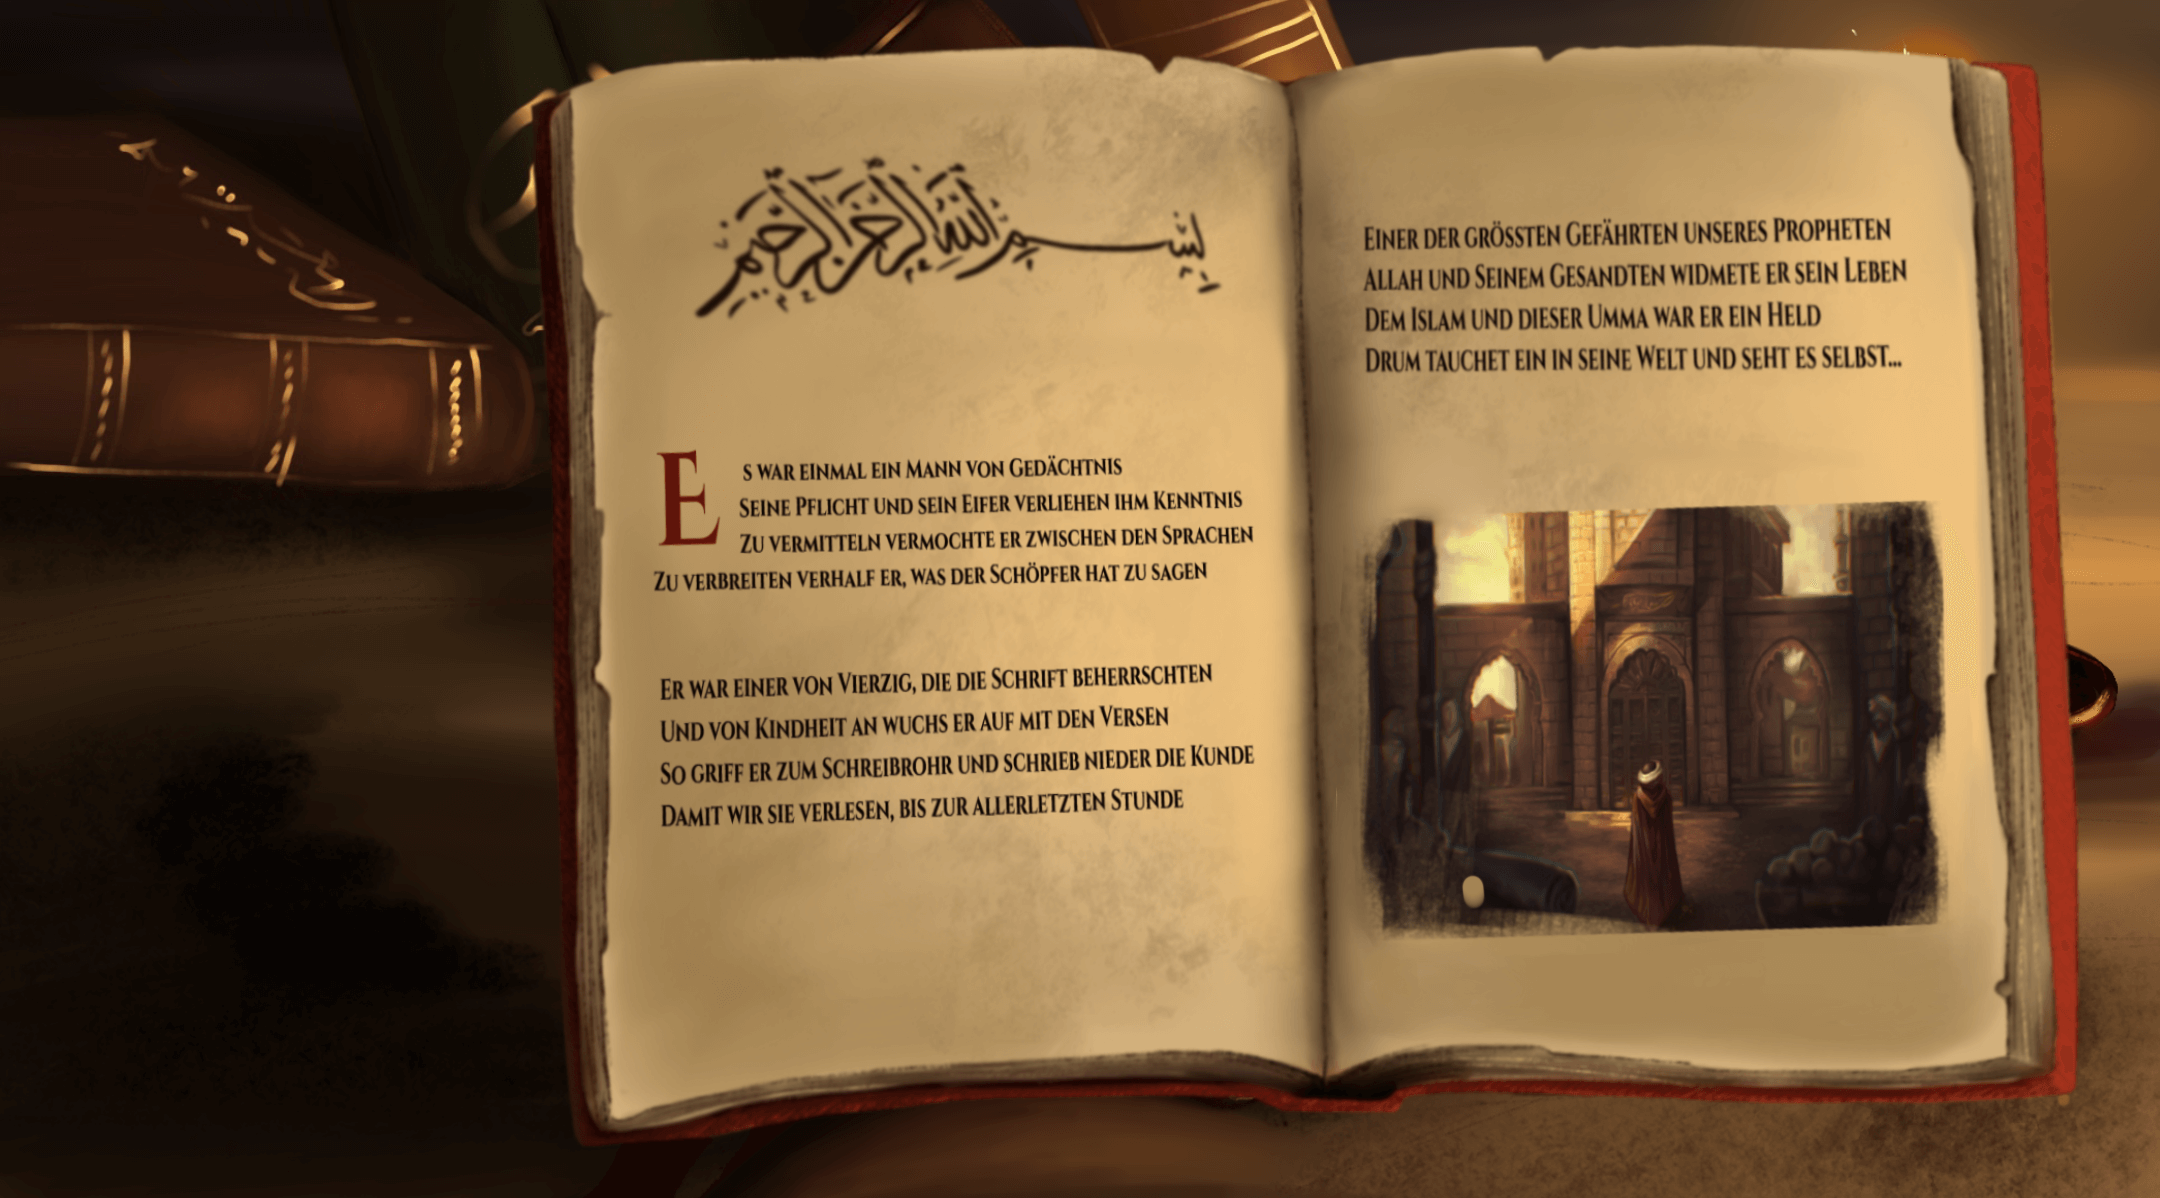 بسم الله الرحمن الرحيم
Es war einmal ein Mann von Gedächtnis
Seine Pflicht und sein Eifer verliehen ihm Kenntnis
Zu vermitteln vermochte er zwischen den Sprachen
Zu verbreiten verhalf er, was der Schöpfer hat zu sagen
Er war einer von Vierzig, die die Schrift beherrschten
Und von Kindheit an wuchs er auf mit den Versen
So griff er zum Schreibrohr und schrieb nieder die Kunde
Damit wir sie verlesen, bis zur allerletzten Stunde
Einer der grössten Gefährten unseres Propheten
Allah und Seinem Gesandten widmete er sein Leben
Dem Islam und dieser Umma war er ein Held
Drum tauchet ein in seine Welt und seht es selbst...